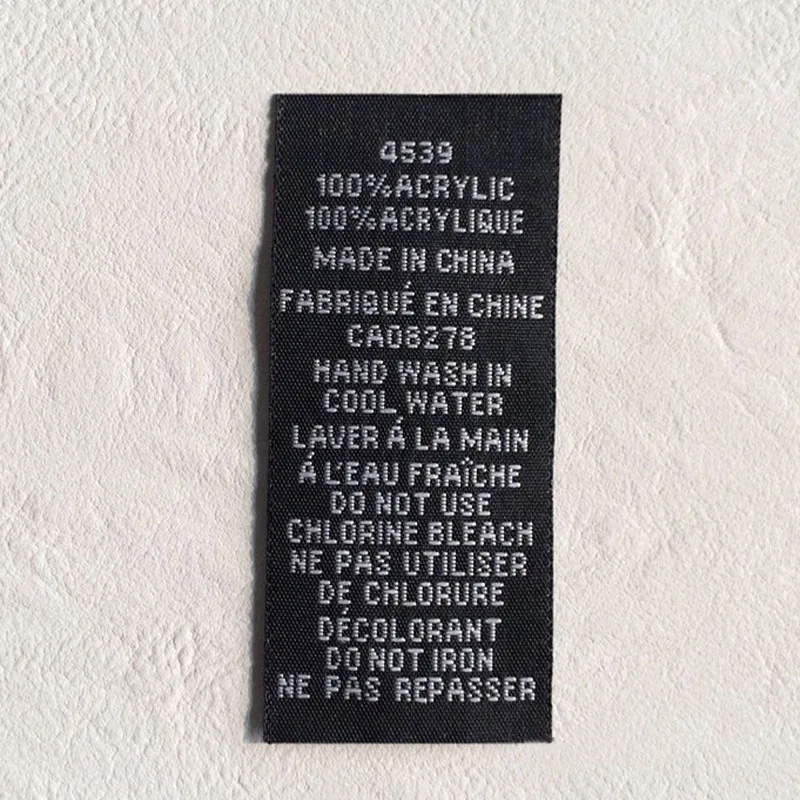 4539
100%ACRYLIC
100%ACRYLIQUE
MADE IN CHINA
FABRIQUÉ EN CHINE
CA08278
HAND WASH IN
COOL WATER
LAVER Á LA MAIN
Á L'EAU FRAÎCHE
DO NOT USE
CHLORINE BLEACH
NE PAS UTILISER
DE CHLORURE
DÉCOLORANT
DO NOT IRON
NE PAS REPASSER